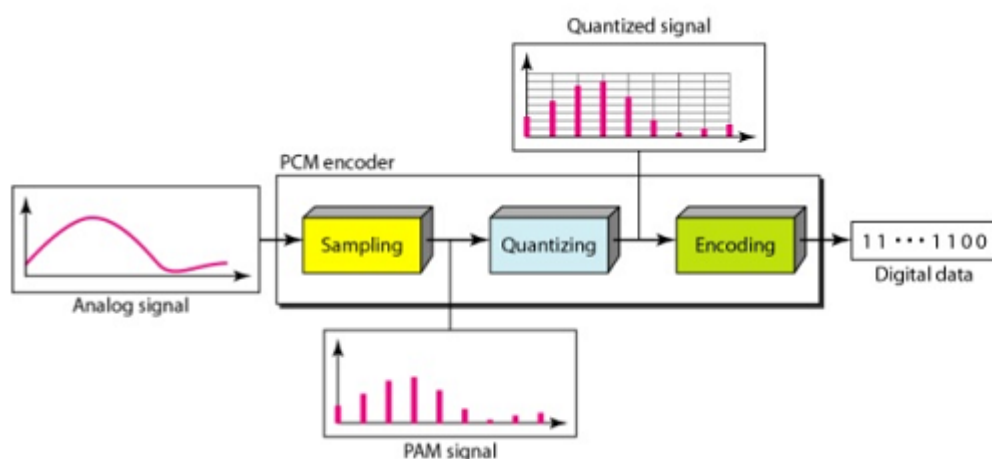 Quantized signal
PCM encoder
Sampling
Quantizing
Encoding
11 ••• 1100
Digital data
Analog signal
PAM signal